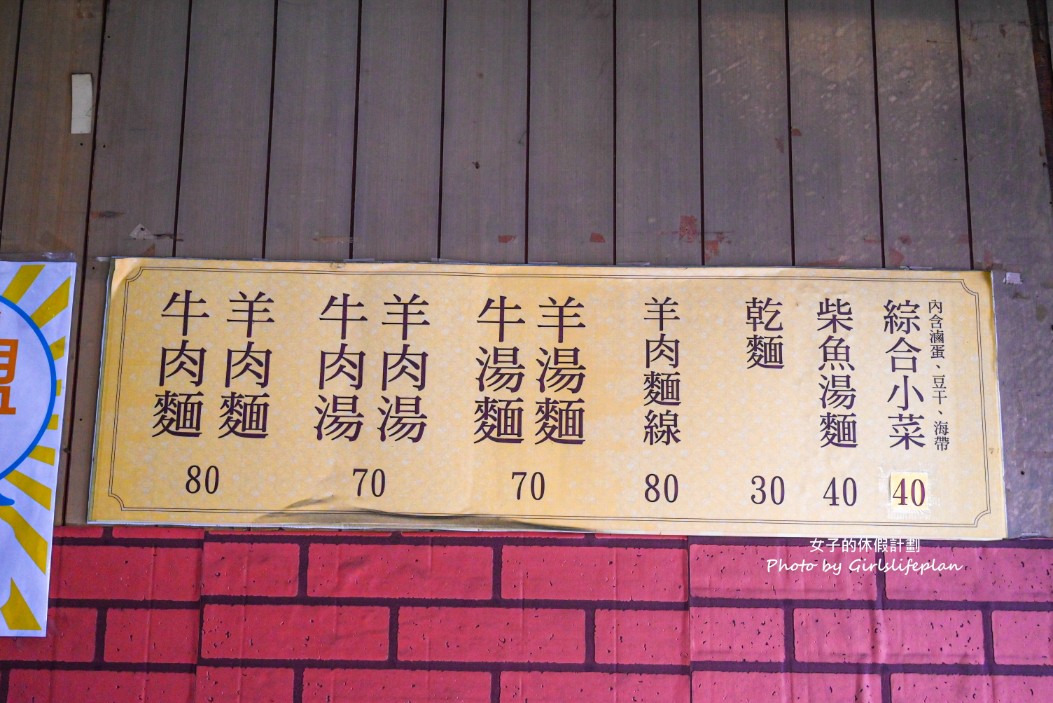 內含滷蛋、豆干、海帶
綜合小菜
40
柴魚湯麵
40
乾麵
30
羊肉麵線
80
羊湯麵
牛湯麵
70
羊肉湯
牛肉湯
70
羊肉麵
牛肉麵
80
女子的休假計劃
Photo by Girlslifeplan